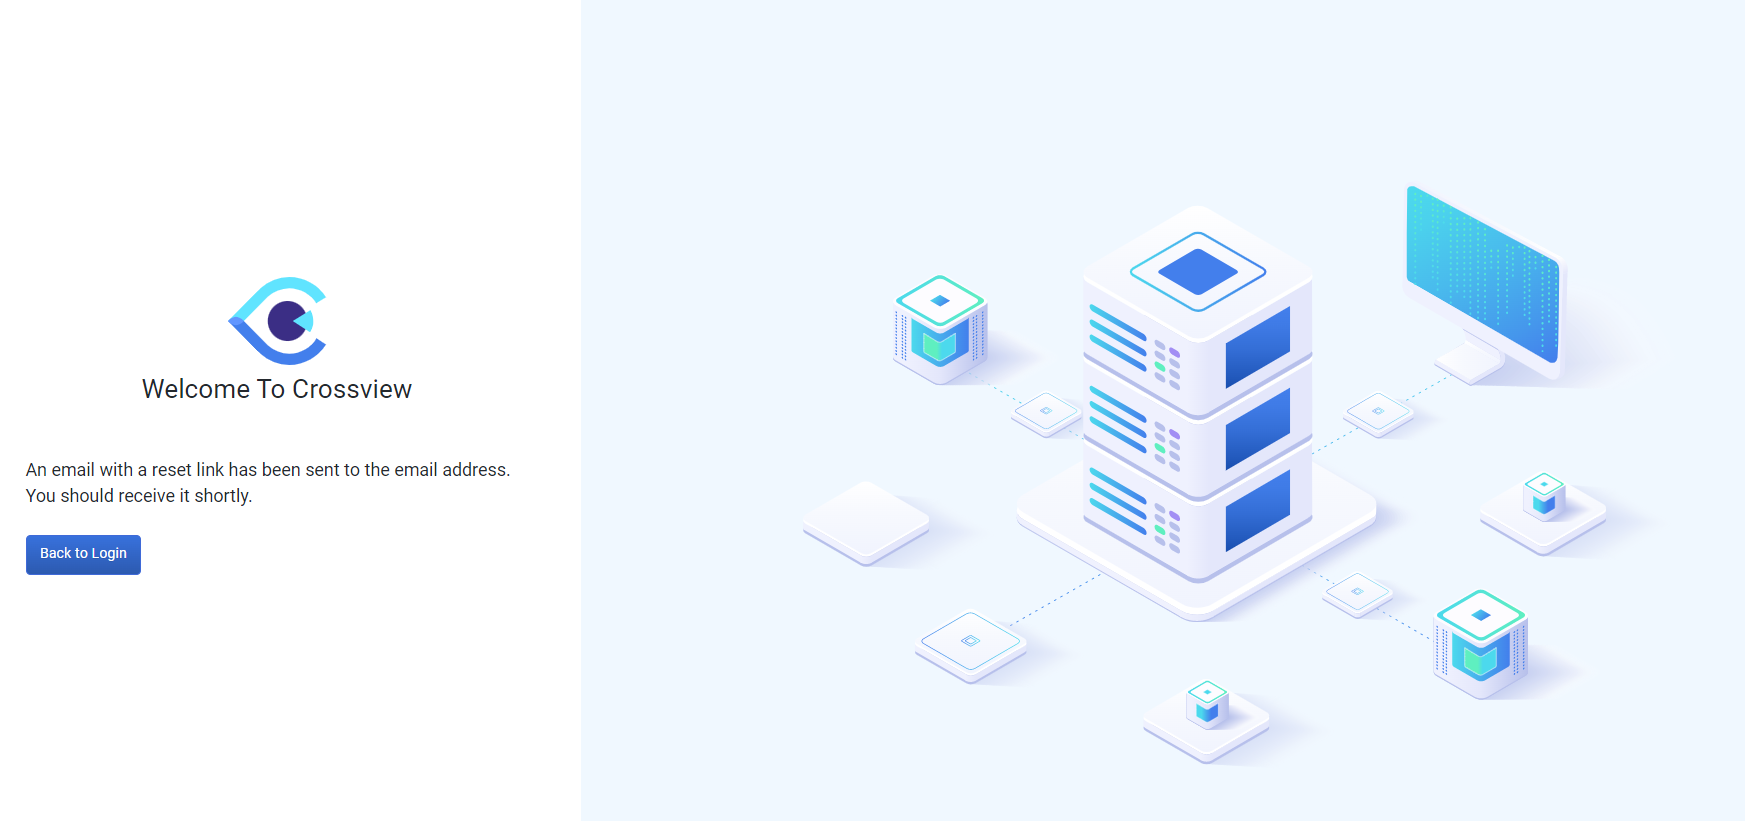 Welcome To Crossview
An email with a reset link has been sent to the email address.
You should receive it shortly.
Back to Login